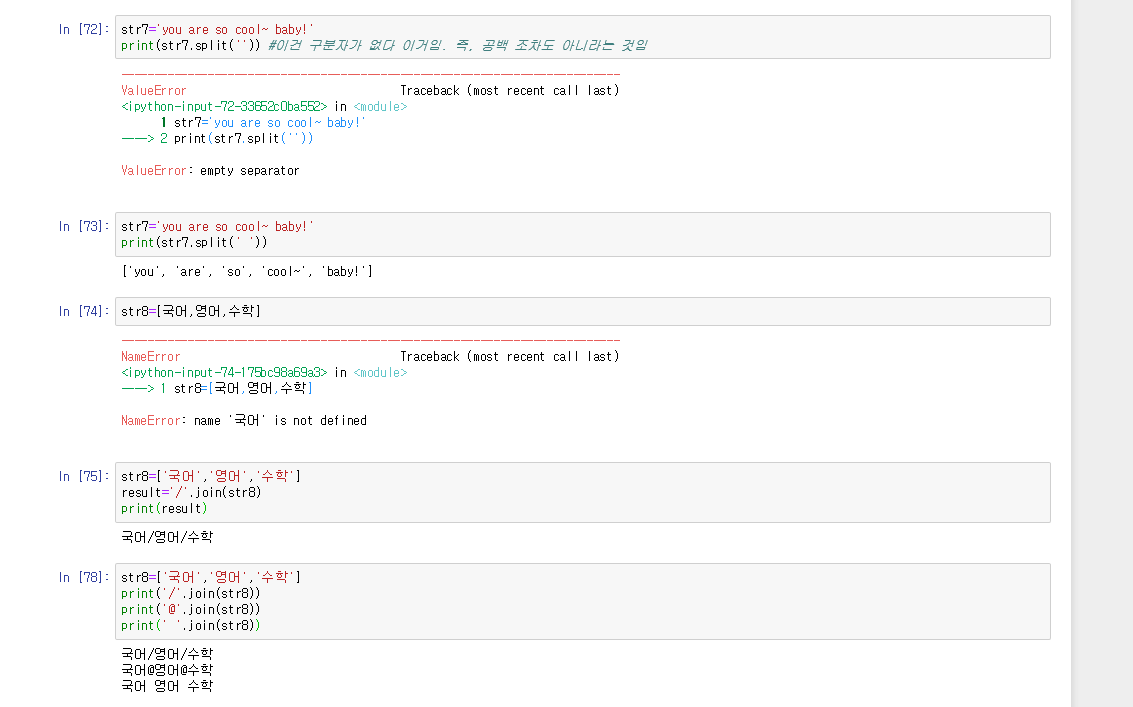 In [72]: str7='you are so cool~ baby!'
print(str7.split('')) #이건 구분자가 없다 이거임. 즉, 공백 조차도 아니라는 것임
---------------------------------------------------------------------------
ValueError                                Traceback (most recent call last)
<ipython-input-72-33652c0ba552> in <module>
      1 str7='you are so cool~ baby!'
----> 2 print(str7.split(''))
ValueError: empty separator
In [73]: str7='you are so cool~ baby!'
print(str7.split(' '))
['you', 'are', 'so', 'cool~', 'baby!']
In [74]: str8=[국어,영어,수학]
---------------------------------------------------------------------------
NameError                                 Traceback (most recent call last)
<ipython-input-74-175bc98a69a3> in <module>
----> 1 str8=[국어,영어,수학]
NameError: name '국어' is not defined
In [75]: str8=['국어','영어','수학']
result='/'.join(str8)
print(result)
국어/영어/수학
In [78]: str8=['국어','영어','수학']
print('/'.join(str8))
print('@'.join(str8))
print(' '.join(str8))
국어/영어/수학
국어@영어@수학
국어 영어 수학